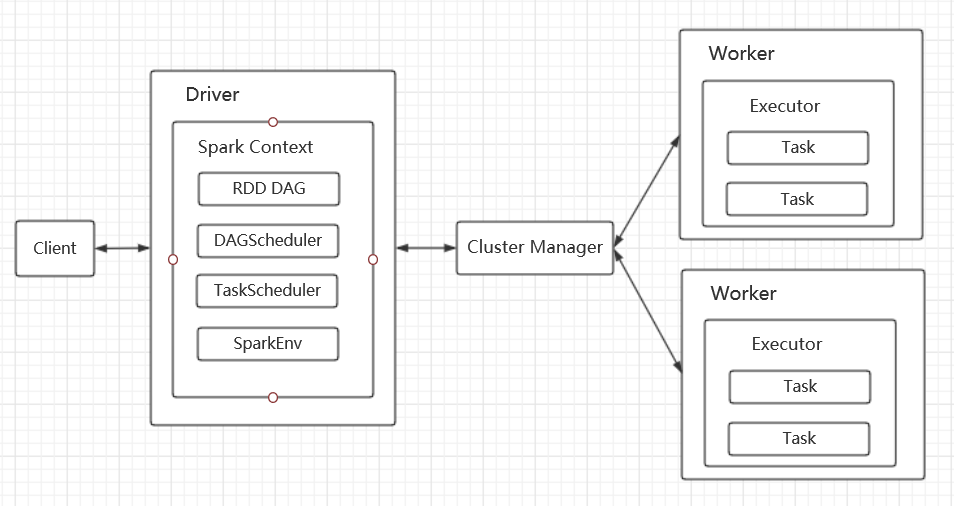 Client
Driver
Spark Context
RDD DAG
DAGScheduler
TaskScheduler
SparkEnv
Cluster Manager
Worker
Executor
Task
Task
Worker
Executor
Task
Task